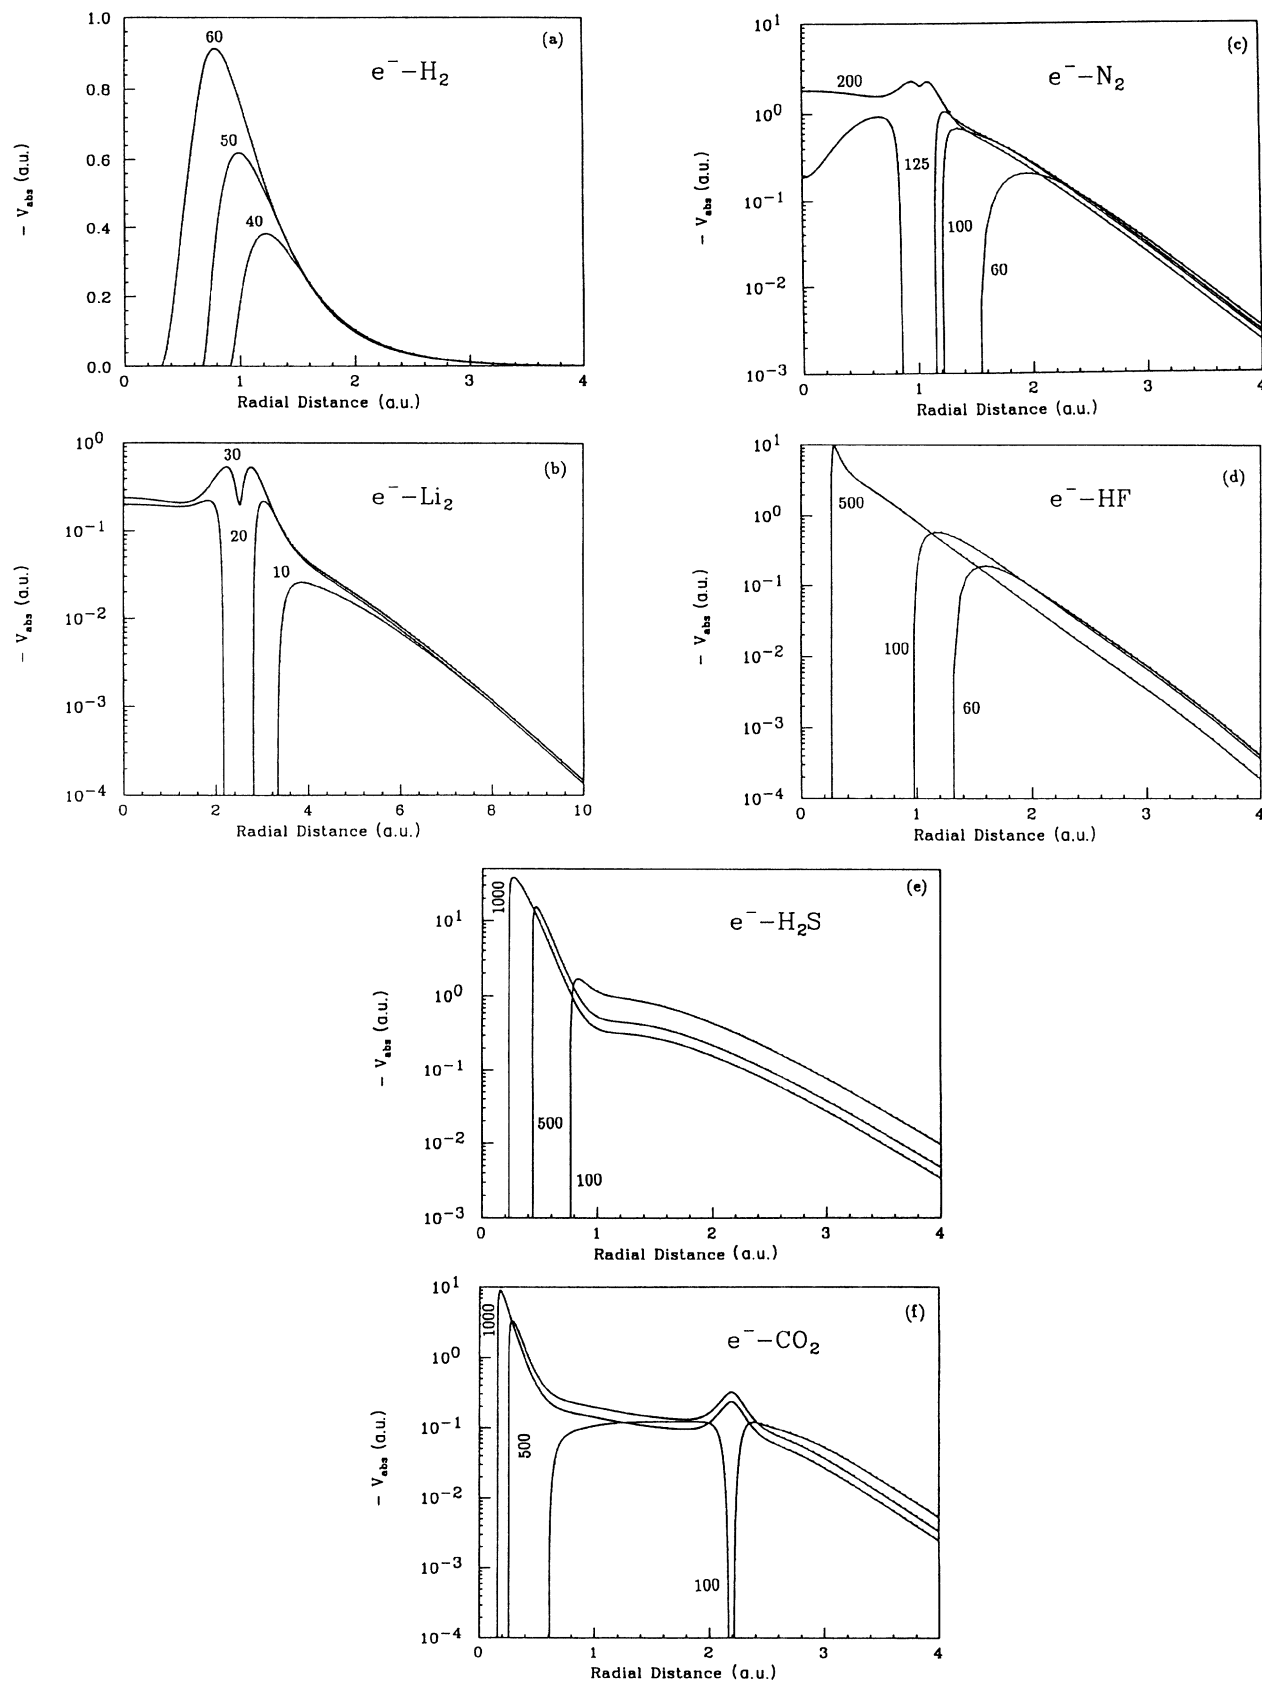 (a)
e⁻–H₂
60
50
40
1.0
0.8
0.6
0.4
0.2
0.0
− V_abs (a.u.)
0 1 2 3 4
Radial Distance (a.u.)
(c)
e⁻–N₂
200
125
100
60
10¹
10⁰
10⁻¹
10⁻²
10⁻³
− V_abs (a.u.)
0 1 2 3 4
Radial Distance (a.u.)
(b)
e⁻–Li₂
30
20
10
10⁰
10⁻¹
10⁻²
10⁻³
10⁻⁴
− V_abs (a.u.)
0 2 4 6 8 10
Radial Distance (a.u.)
(d)
e⁻–HF
500
100
60
10¹
10⁰
10⁻¹
10⁻²
10⁻³
10⁻⁴
− V_abs (a.u.)
0 1 2 3 4
Radial Distance (a.u.)
(e)
e⁻–H₂S
1000
500
100
10¹
10⁰
10⁻¹
10⁻²
10⁻³
− V_abs (a.u.)
0 1 2 3 4
Radial Distance (a.u.)
(f)
e⁻–CO₂
1000
500
100
10¹
10⁰
10⁻¹
10⁻²
10⁻³
10⁻⁴
− V_abs (a.u.)
0 1 2 3 4
Radial Distance (a.u.)